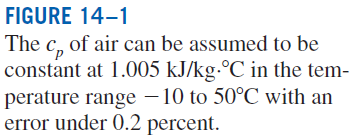 FIGURE 14–1
The cp of air can be assumed to be
constant at 1.005 kJ/kg·°C in the tem-
perature range −10 to 50°C with an
error under 0.2 percent.